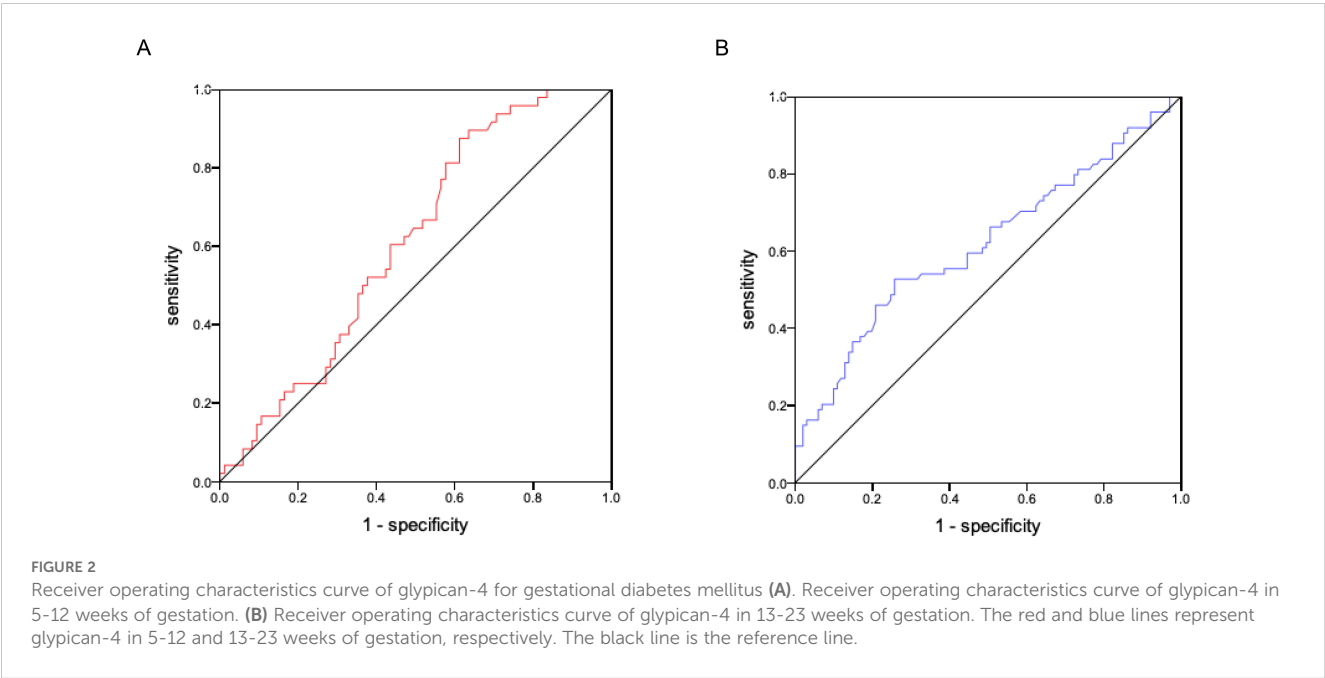 A
B
1.0
0.8
0.6
0.4
0.2
0.0
sensitivity
0.0 0.2 0.4 0.6 0.8 1.0
1 - specificity
1.0
0.8
0.6
0.4
0.2
0.0
sensitivity
0.0 0.2 0.4 0.6 0.8 1.0
1 - specificity
FIGURE 2
Receiver operating characteristics curve of glypican-4 for gestational diabetes mellitus (A). Receiver operating characteristics curve of glypican-4 in
5-12 weeks of gestation. (B) Receiver operating characteristics curve of glypican-4 in 13-23 weeks of gestation. The red and blue lines represent
glypican-4 in 5-12 and 13-23 weeks of gestation, respectively. The black line is the reference line.